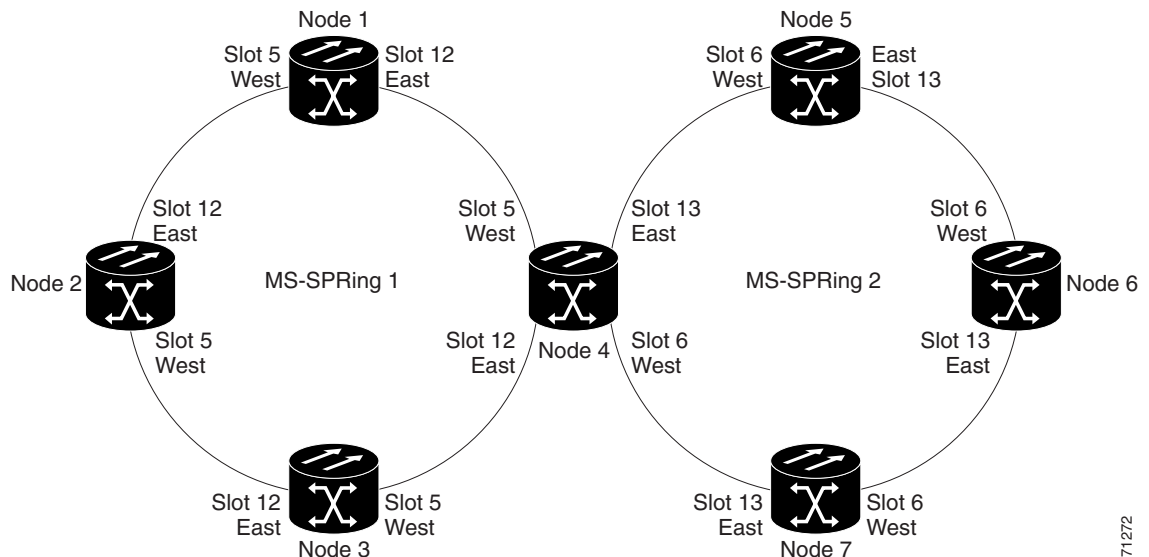 Node 1
Slot 5
West
Slot 12
East
Node 5
Slot 6
West
East
Slot 13
Slot 12
East
Node 2
Slot 5
West
MS-SPRing 1
Slot 5
West
Slot 12
East
Node 4
Slot 13
East
Slot 6
West
MS-SPRing 2
Slot 6
West
Node 6
Slot 13
East
Slot 12
East
Slot 5
West
Node 3
Slot 13
East
Slot 6
West
Node 7
71272